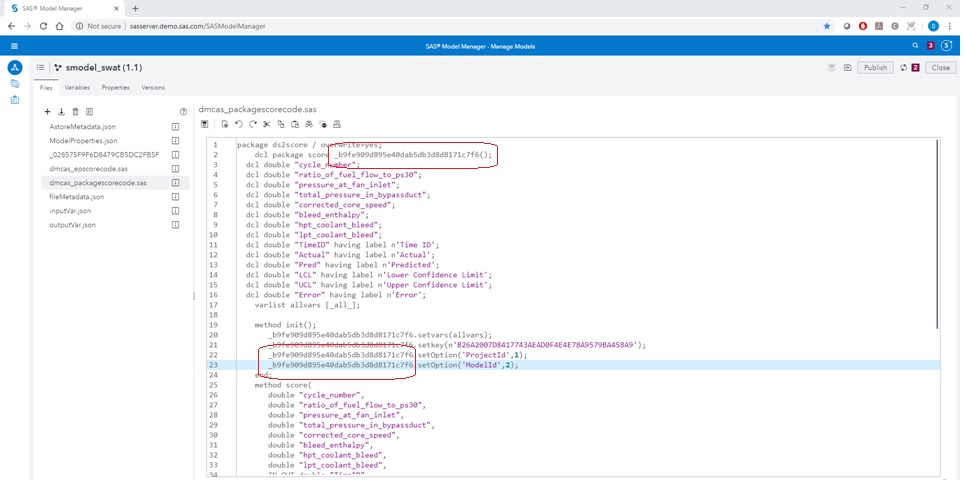 SAS® Model Manager
Not secure | sasserver.demo.sas.com/SASModelManager
SAS® Model Manager - Manage Models
3
smodel_swat (1.1)
2
Publish
Close
Files
Variables
Properties
Versions
AstoreMetadata.json
ModelProperties.json
_028575F9F6D8479CB5DC2FBF5F
dmcas_epscorecode.sas
dmcas_packagescorecode.sas
fileMetadata.json
inputVar.json
outputVar.json
dmcas_packagescorecode.sas
1 package ds2score / overwrite=yes;
2 dcl package score _b9fe909d895e40dab5db3d8d8171c7f6();
3 dcl double "cycle_number";
4 dcl double "ratio_of_fuel_flow_to_ps30";
5 dcl double "pressure_at_fan_inlet";
6 dcl double "total_pressure_in_bypassduct";
7 dcl double "corrected_core_speed";
8 dcl double "bleed_enthalpy";
9 dcl double "hpt_coolant_bleed";
10 dcl double "lpt_coolant_bleed";
11 dcl double "TimeID" having label n'Time ID';
12 dcl double "Actual" having label n'Actual';
13 dcl double "Pred" having label n'Predicted';
14 dcl double "LCL" having label n'Lower Confidence Limit';
15 dcl double "UCL" having label n'Upper Confidence Limit';
16 dcl double "Error" having label n'Error';
17 varlist allvars [_all_];
18
19 method init();
20 _b9fe909d895e40dab5db3d8d8171c7f6.setvars(allvars);
21 _b9fe909d895e40dab5db3d8d8171c7f6.setkey(n'B26A2007D8417743AEAD0F4E4E78A9579BA458A9');
22 _b9fe909d895e40dab5db3d8d8171c7f6.setOption('ProjectId',1);
23 _b9fe909d895e40dab5db3d8d8171c7f6.setOption('ModelId',2);
24 end;
25 method score(
26 double "cycle_number",
27 double "ratio_of_fuel_flow_to_ps30",
28 double "pressure_at_fan_inlet",
29 double "total_pressure_in_bypassduct",
30 double "corrected_core_speed",
31 double "bleed_enthalpy",
32 double "hpt_coolant_bleed",
33 double "lpt_coolant_bleed",
34 IN_OUT double "TimeID"